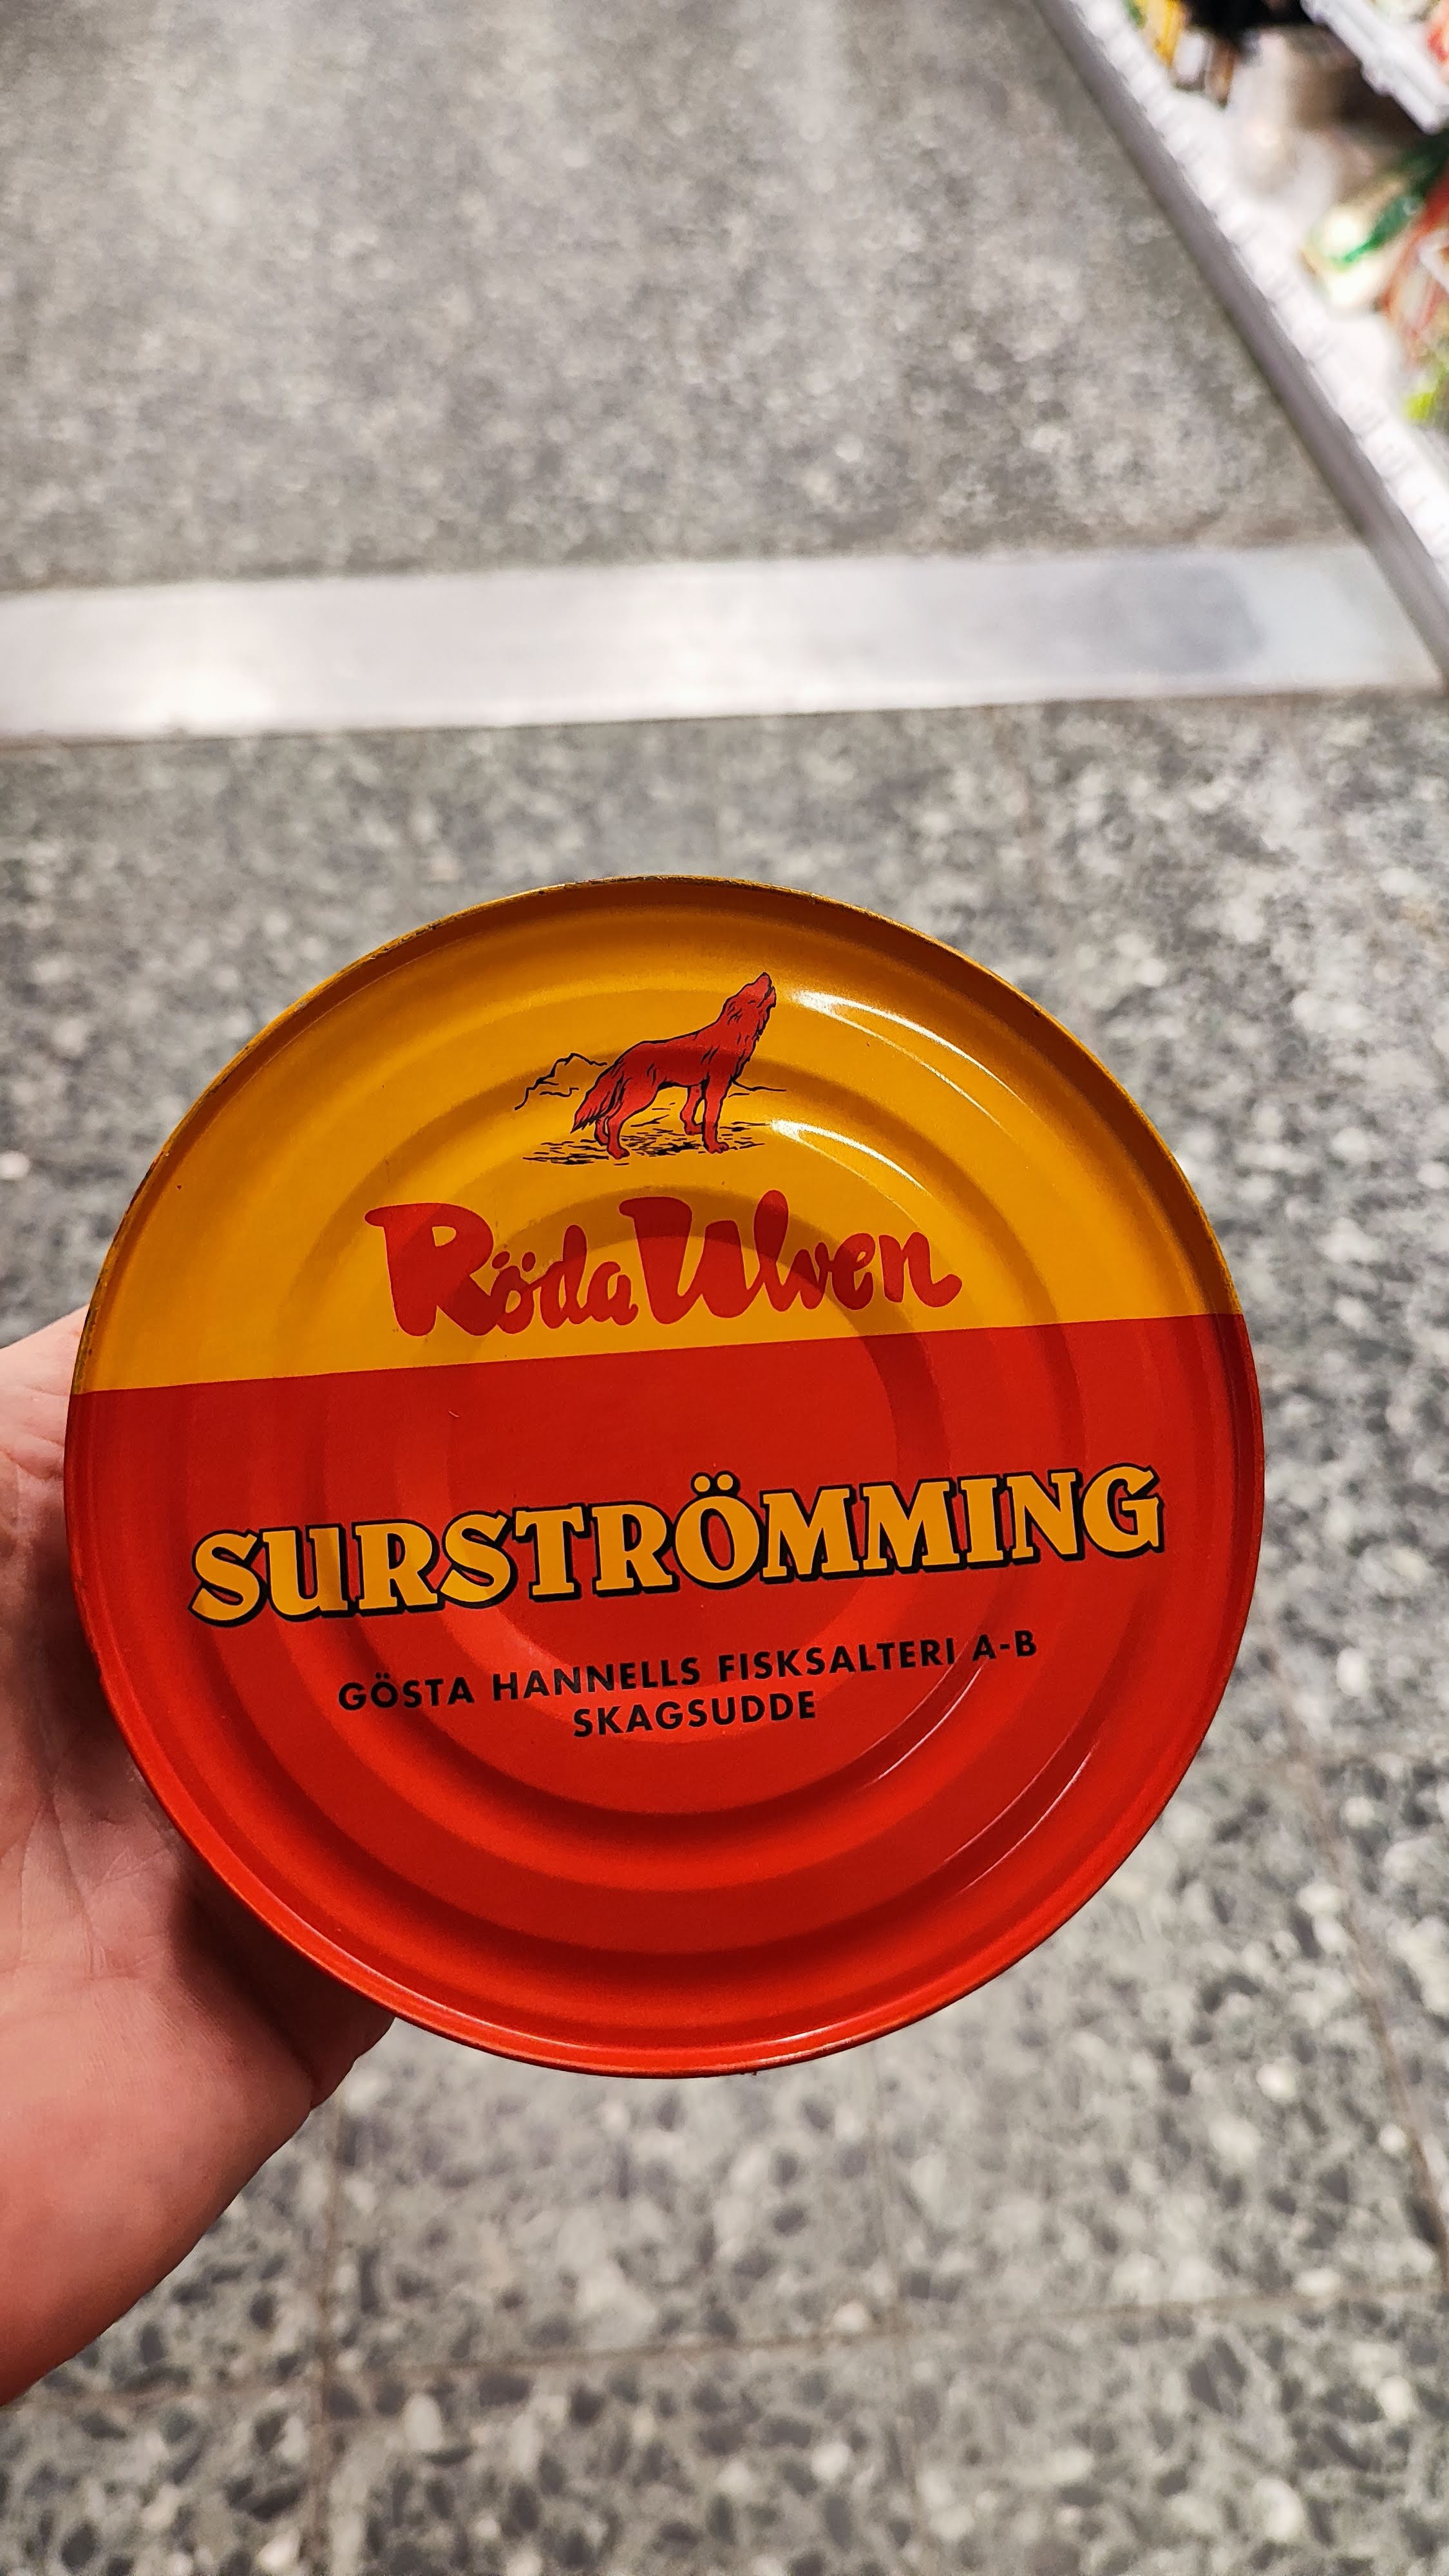 Röda Ulven
SURSTRÖMMING
GÖSTA HANNELLS FISKSALTERI A-B
SKAGSUDDE